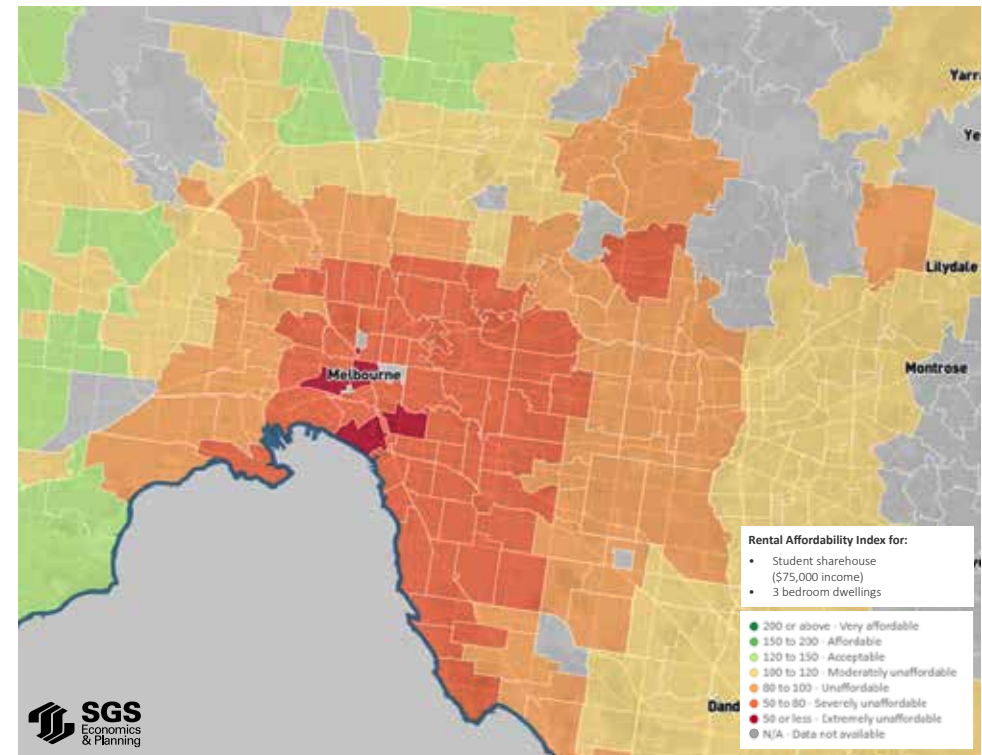 Yarr
Ye
Lilydale
Melbourne
Montrose
Rental Affordability Index for:
• Student sharehouse
($75,000 income)
• 3 bedroom dwellings
200 or above - Very affordable
150 to 200 - Affordable
120 to 150 - Acceptable
100 to 120 - Moderately unaffordable
80 to 100 - Unaffordable
50 to 80 - Severely unaffordable
50 or less - Extremely unaffordable
N/A - Data not available
Dand
SGS
Economics
& Planning